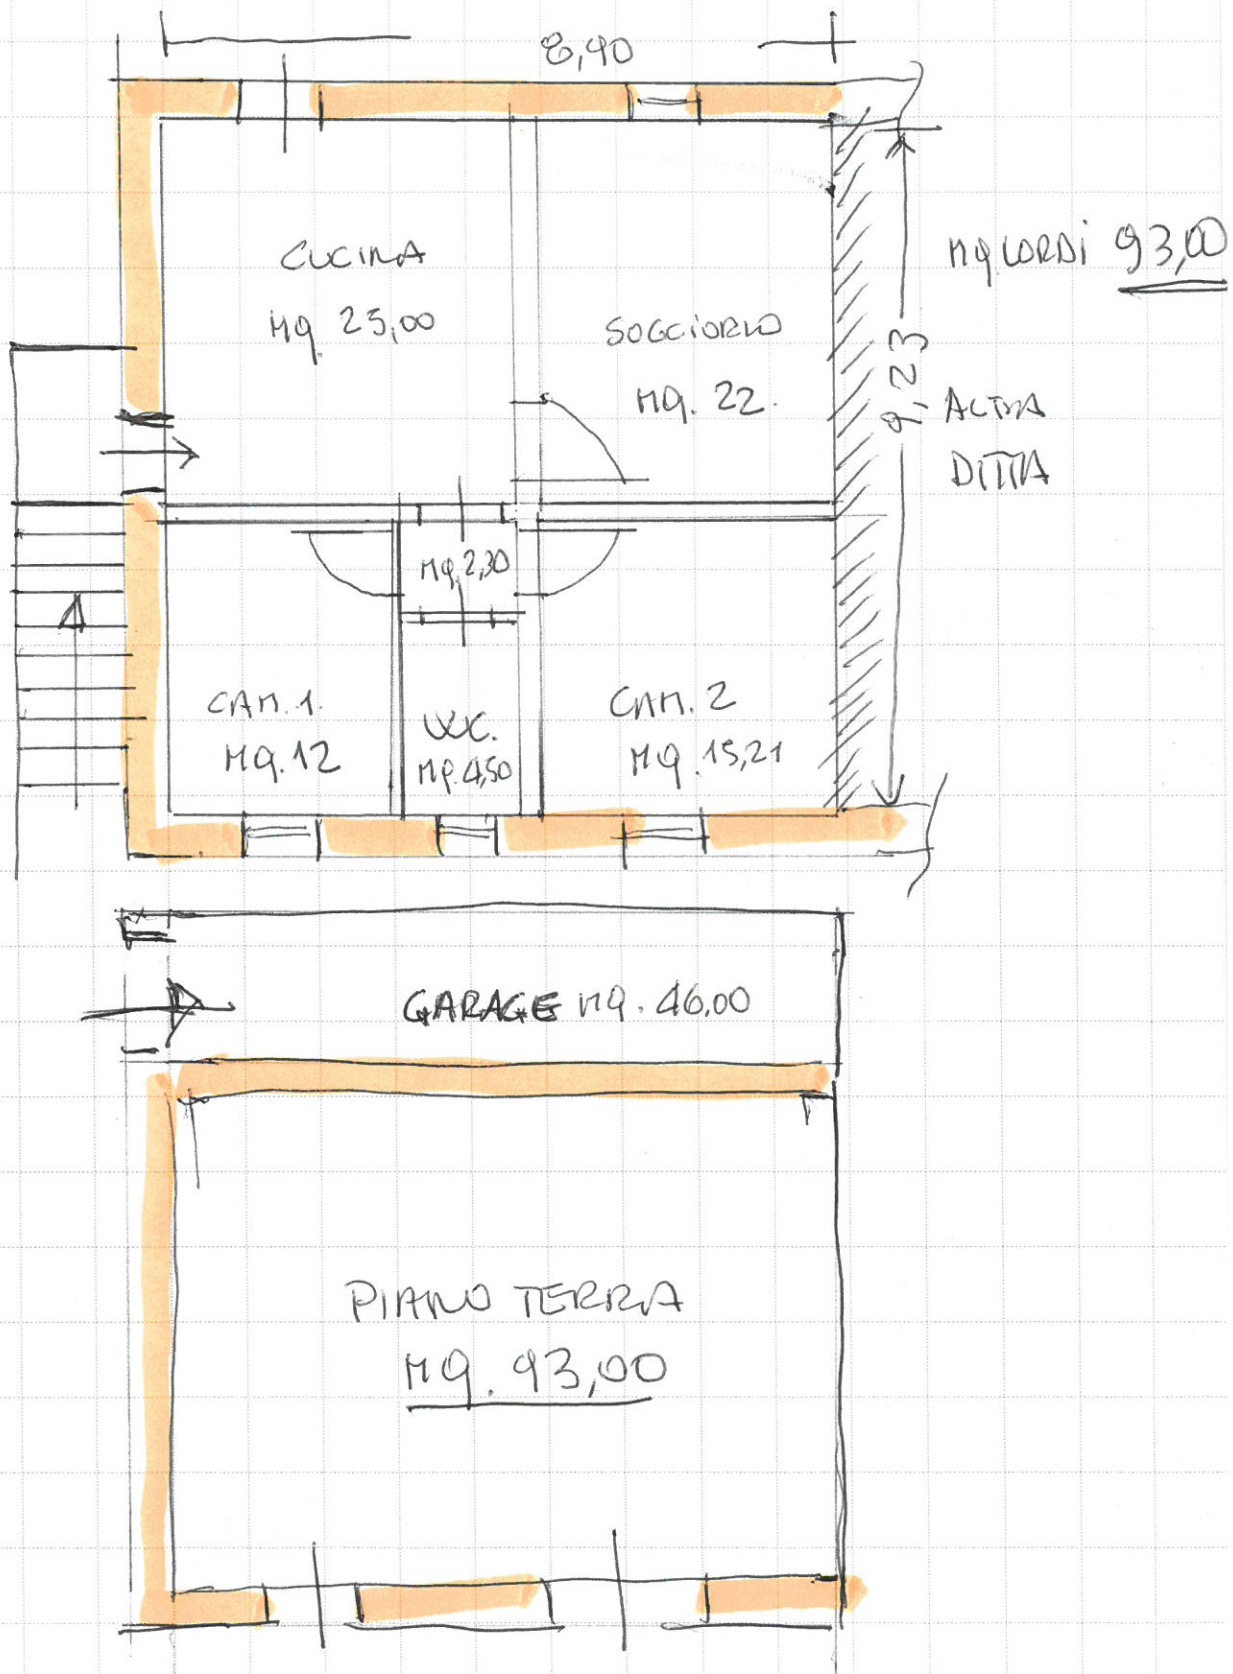 8,90
CUCINA
MQ. 25,00
SOGGIORNO
MQ. 22.
MQ LORDI 93,00
9,23
ALTRA
DITTA
MQ. 2,30
CAM. 1.
MQ. 12
W.C.
MQ. 4,50
CAM. 2
MQ. 15,21
GARAGE MQ. 46,00
PIANO TERRA
MQ. 93,00